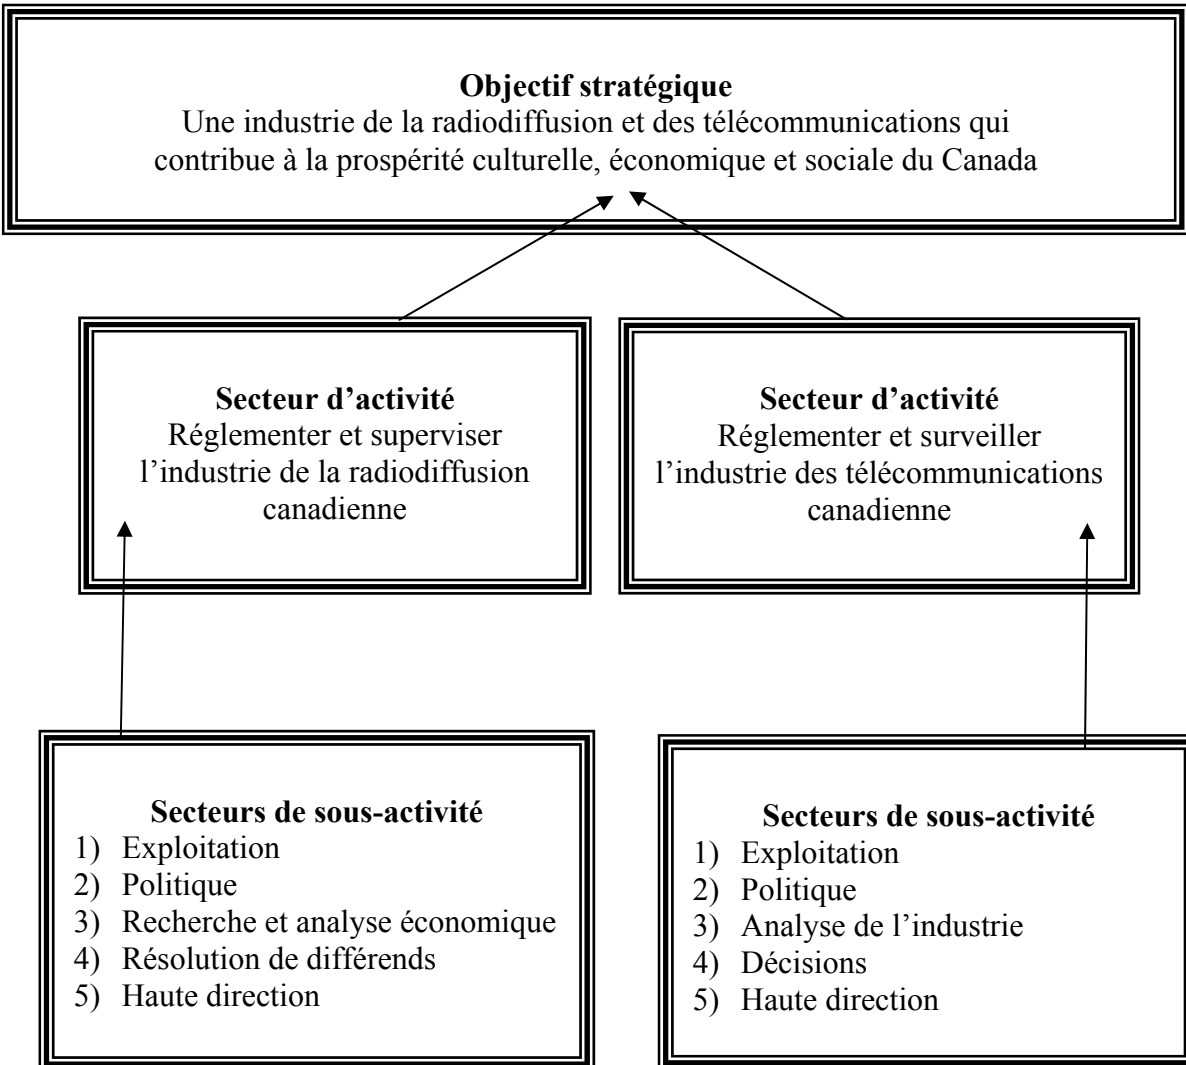 Objectif stratégique
Une industrie de la radiodiffusion et des télécommunications qui
contribue à la prospérité culturelle, économique et sociale du Canada
Secteur d’activité
Réglementer et superviser
l’industrie de la radiodiffusion
canadienne
Secteur d’activité
Réglementer et surveiller
l’industrie des télécommunications
canadienne
Secteurs de sous-activité
1) Exploitation
2) Politique
3) Recherche et analyse économique
4) Résolution de différends
5) Haute direction
Secteurs de sous-activité
1) Exploitation
2) Politique
3) Analyse de l’industrie
4) Décisions
5) Haute direction